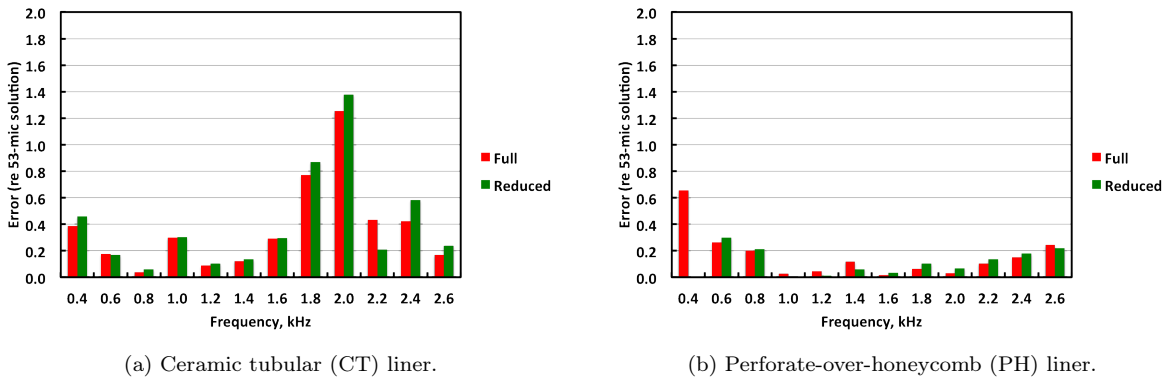 2.0
1.8
1.6
1.4
1.2
1.0
0.8
0.6
0.4
0.2
0.0
Error (re 53-mic solution)
0.4 0.6 0.8 1.0 1.2 1.4 1.6 1.8 2.0 2.2 2.4 2.6
Frequency, kHz
Full
Reduced
(a) Ceramic tubular (CT) liner.
2.0
1.8
1.6
1.4
1.2
1.0
0.8
0.6
0.4
0.2
0.0
Error (re 53-mic solution)
0.4 0.6 0.8 1.0 1.2 1.4 1.6 1.8 2.0 2.2 2.4 2.6
Frequency, kHz
Full
Reduced
(b) Perforate-over-honeycomb (PH) liner.